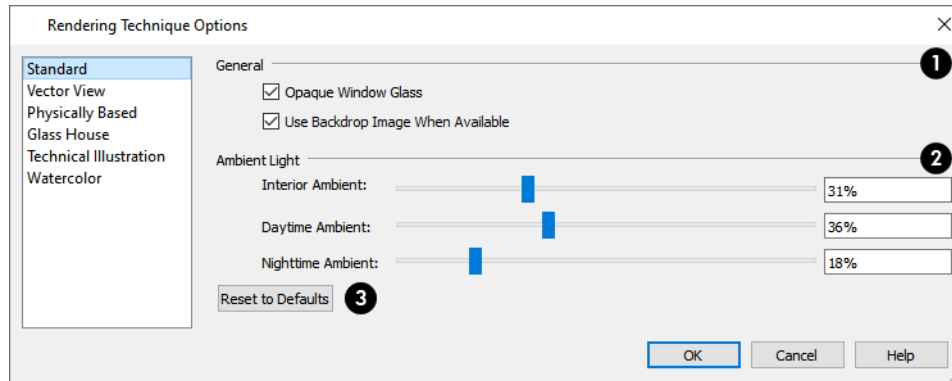 Rendering Technique Options
Standard
Vector View
Physically Based
Glass House
Technical Illustration
Watercolor
General
1
Opaque Window Glass
Use Backdrop Image When Available
Ambient Light
2
Interior Ambient: 31%
Daytime Ambient: 36%
Nighttime Ambient: 18%
Reset to Defaults 3
OK Cancel Help